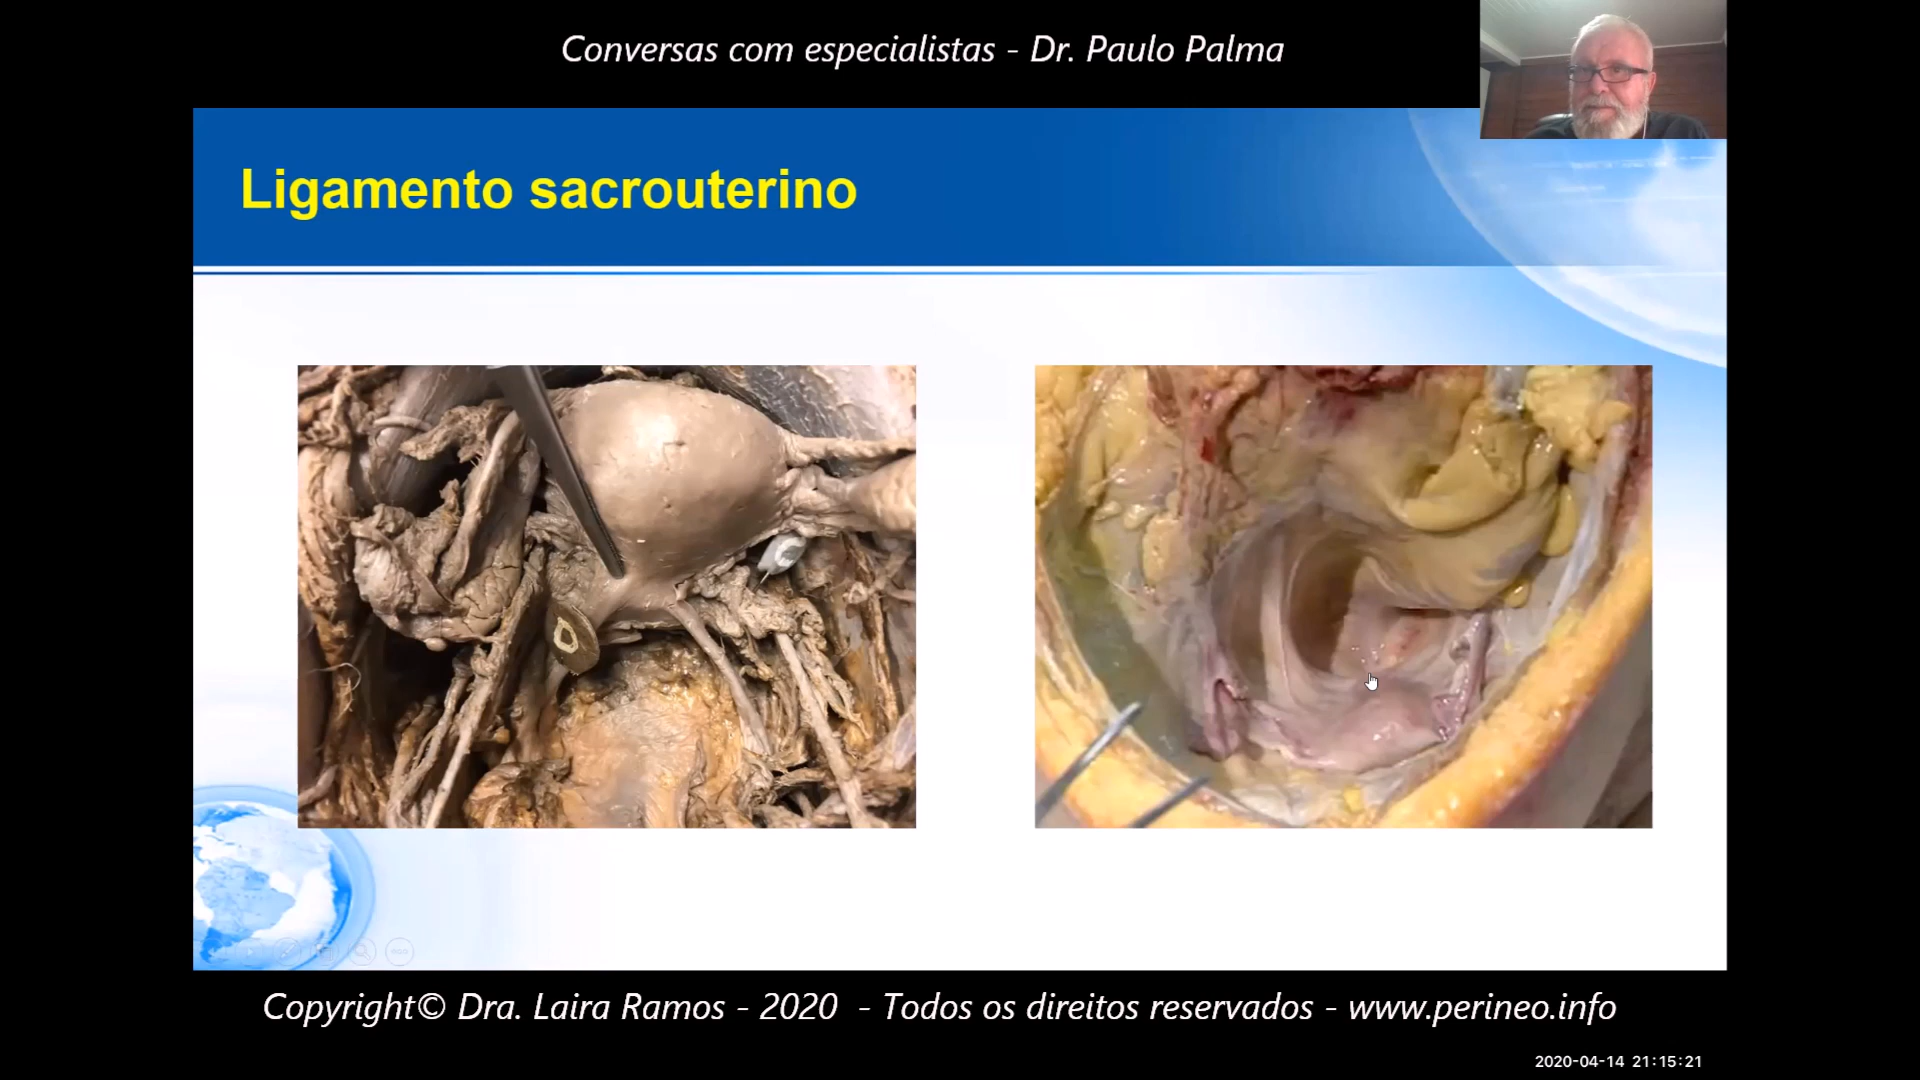 Conversas com especialistas - Dr. Paulo Palma
Ligamento sacrouterino
Copyright© Dra. Laira Ramos - 2020 - Todos os direitos reservados - www.perineo.info
2020-04-14 21:15:21